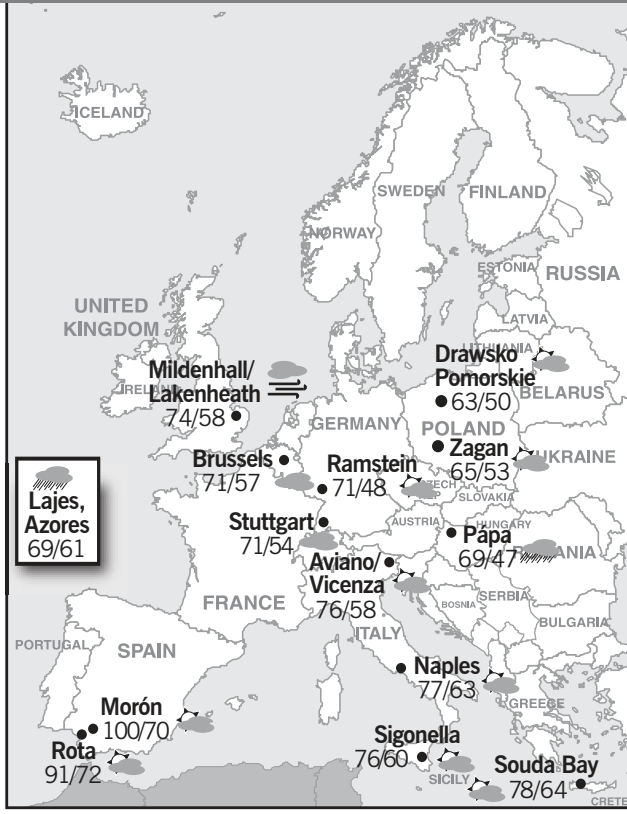 ICELAND
SWEDEN
FINLAND
NORWAY
ESTONIA
RUSSIA
LATVIA
LITHUANIA
UNITED
KINGDOM
IRELAND
Mildenhall/
Lakenheath
74/58
Drawsko
Pomorskie
63/50
BELARUS
GERMANY
POLAND
Zagan
65/53
UKRAINE
Brussels
71/57
Ramstein
71/48
CZECH
SLOVAKIA
Lajes,
Azores
69/61
Stuttgart
71/54
AUSTRIA
HUNGARY
Pápa
69/47
Aviano/
Vicenza
76/58
FRANCE
BOSNIA
SERBIA
BULGARIA
ITALY
PORTUGAL
SPAIN
Naples
77/63
GREECE
Morón
100/70
Rota
91/72
Sigonella
76/60
SICILY
Souda Bay
78/64
CRETE